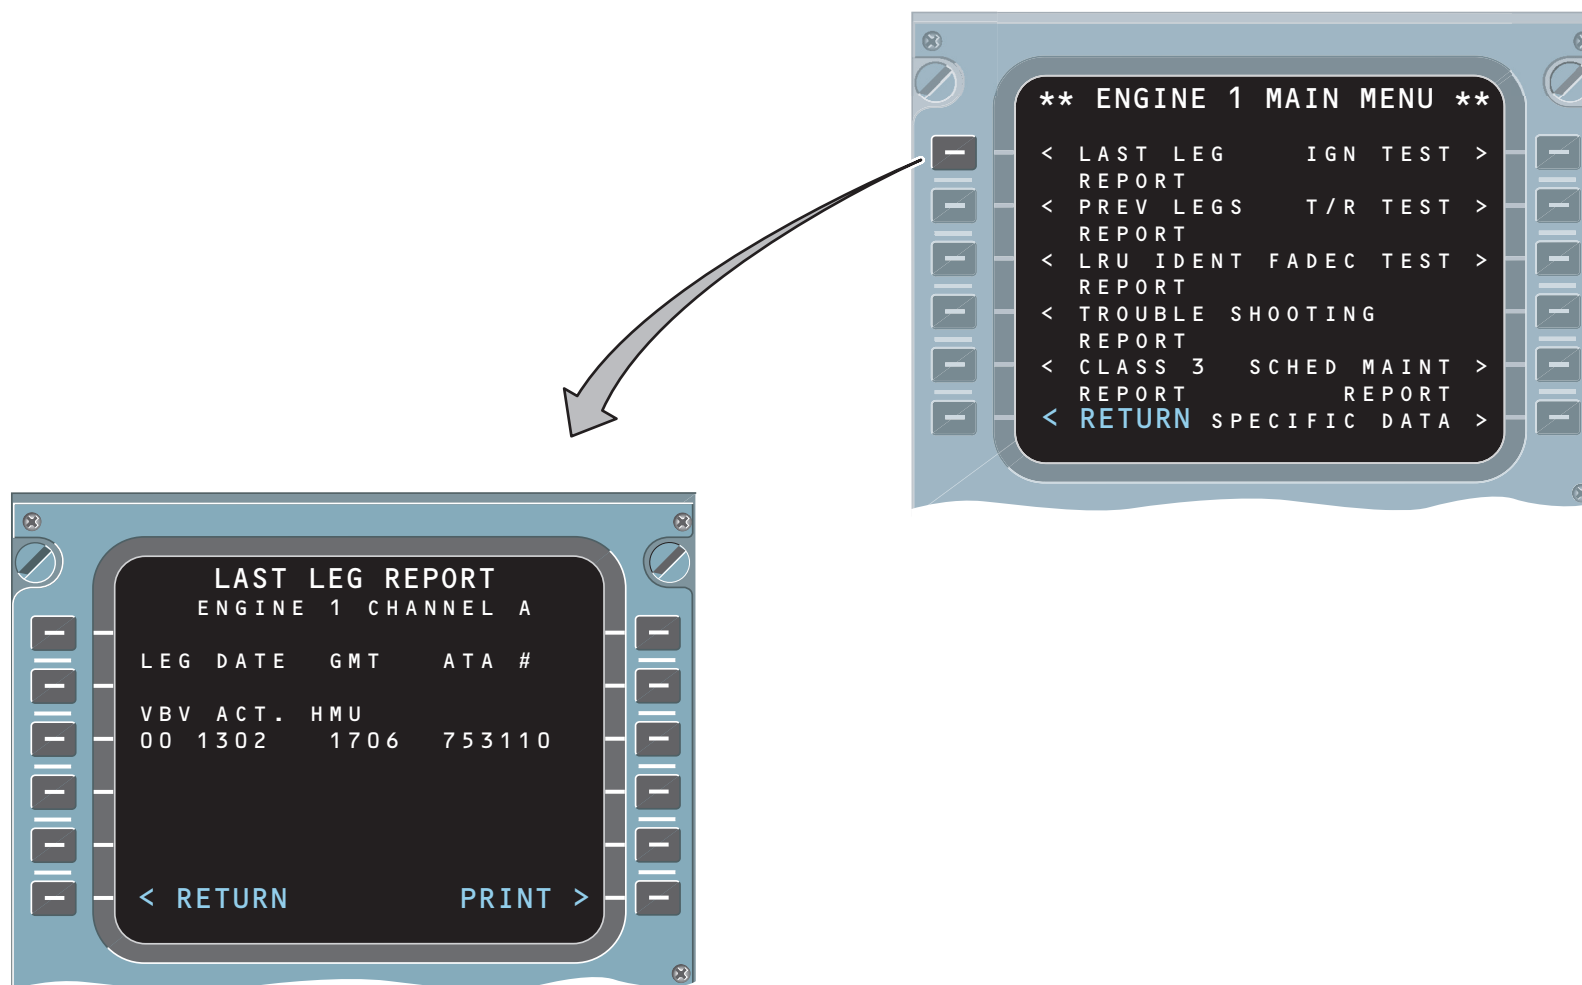 ** ENGINE 1 MAIN MENU **
< LAST LEG IGN TEST >
REPORT
< PREV LEGS T/R TEST >
REPORT
< LRU IDENT FADEC TEST >
REPORT
< TROUBLE SHOOTING
REPORT
< CLASS 3 SCHED MAINT >
REPORT REPORT
< RETURN SPECIFIC DATA >
LAST LEG REPORT
ENGINE 1 CHANNEL A
LEG DATE GMT ATA #
VBV ACT. HMU
00 1302 1706 753110
< RETURN PRINT >